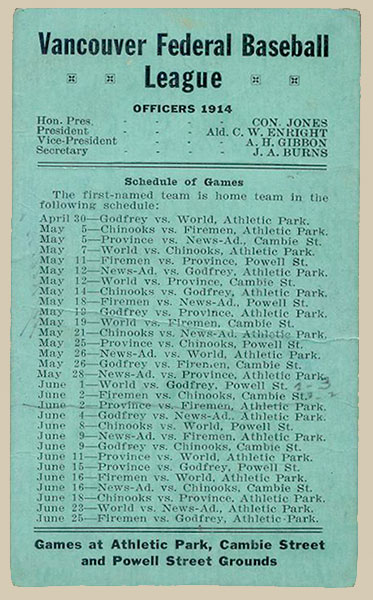 Vancouver Federal Baseball
League
OFFICERS 1914
Hon. Pres. - - - - CON. JONES
President - - - Ald. C. W. ENRIGHT
Vice-President - - - A. H. GIBBON
Secretary - - - - J. A. BURNS
Schedule of Games
The first-named team is home team in the
following schedule:
April 30—Godfrey vs. World, Athletic Park.
May 5—Chinooks vs. Firemen, Athletic Park.
May 5—Province vs. News-Ad., Cambie St.
May 7—World vs. Chinooks, Athletic Park.
May 11—Firemen vs. Province, Powell St.
May 12—News-Ad. vs. Godfrey, Athletic Park.
May 12—World vs. Province, Cambie St.
May 14—Chinooks vs. Godfrey, Athletic Park.
May 18—Firemen vs. News-Ad., Powell St.
May 19—Godfrey vs. Province, Athletic Park.
May 19—World vs. Firemen, Cambie St.
May 21—Chinooks vs. News-Ad. Athletic Park.
May 25—Province vs. Chinooks, Powell St.
May 26—News-Ad. vs. World, Athletic Park.
May 26—Godfrey vs. Firemen, Cambie St.
May 28—News-Ad. vs. Province, Athletic Park.
June 1—World vs. Godfrey, Powell St.
June 2—Firemen vs. Chinooks, Cambie St.
June 2—Province vs. Firemen, Athletic Park.
June 4—Godfrey vs. News-Ad., Athletic Park.
June 8—Chinooks vs. World, Powell St.
June 9—News-Ad. vs. Firemen, Athletic Park.
June 9—Godfrey vs. Chinooks, Cambie St.
June 11—Province vs. World, Athletic Park.
June 15—Province vs. Godfrey, Powell St.
June 16—Firemen vs. World, Athletic Park.
June 16—News-Ad. vs. Chinooks, Cambie St.
June 18—Chinooks vs. Province, Athletic Park.
June 23—World vs. News-Ad., Athletic Park.
June 25—Firemen vs. Godfrey, Athletic Park.
Games at Athletic Park, Cambie Street
and Powell Street Grounds